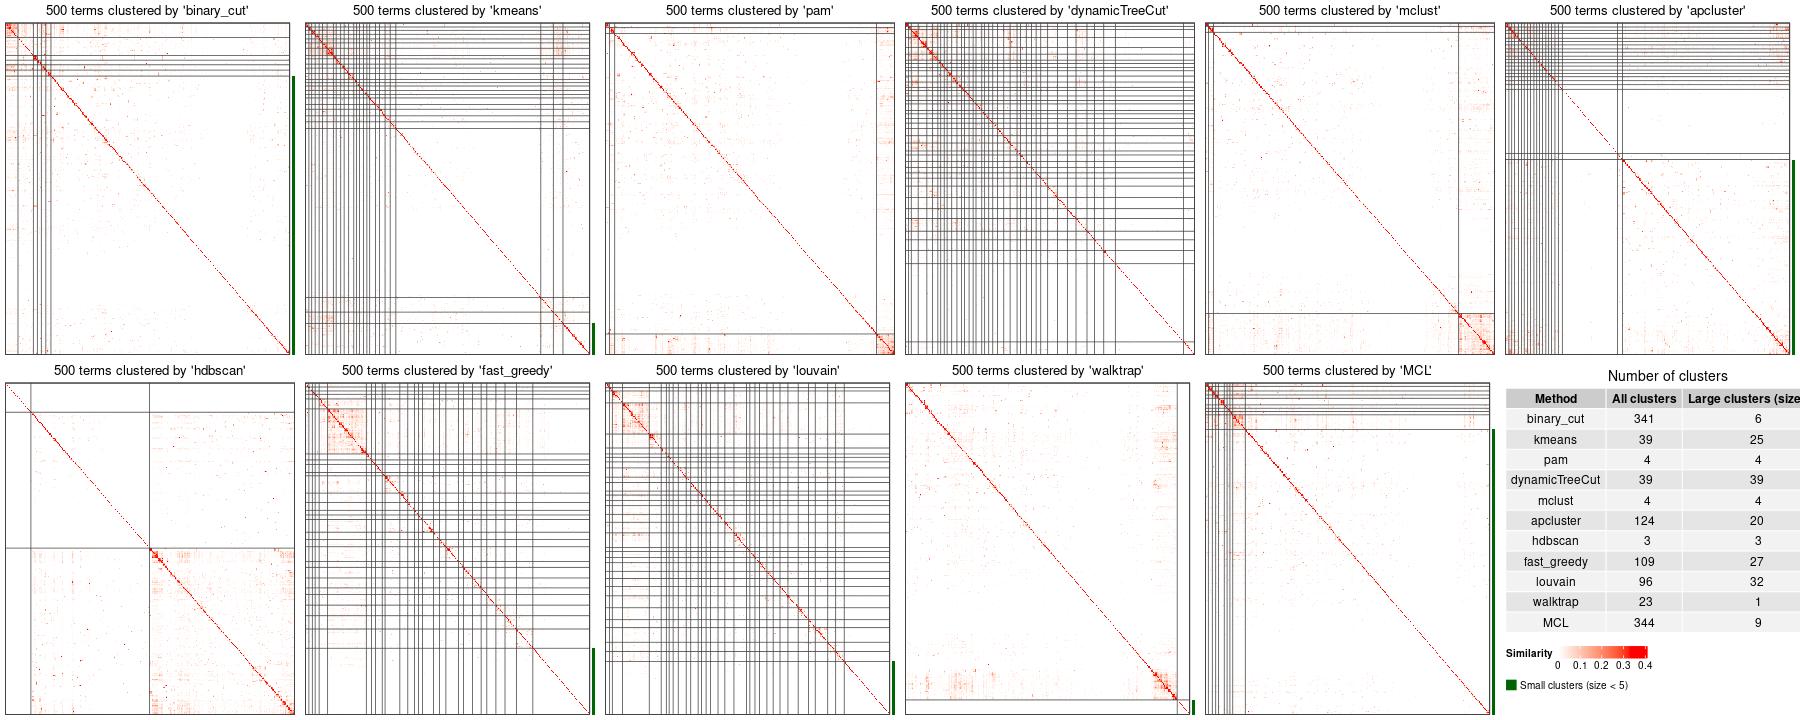 500 terms clustered by 'binary_cut'
500 terms clustered by 'kmeans'
500 terms clustered by 'pam'
500 terms clustered by 'dynamicTreeCut'
500 terms clustered by 'mclust'
500 terms clustered by 'apcluster'
500 terms clustered by 'hdbscan'
500 terms clustered by 'fast_greedy'
500 terms clustered by 'louvain'
500 terms clustered by 'walktrap'
500 terms clustered by 'MCL'
Number of clusters
Method All clusters Large clusters (size
binary_cut 341 6
kmeans 39 25
pam 4 4
dynamicTreeCut 39 39
mclust 4 4
apcluster 124 20
hdbscan 3 3
fast_greedy 109 27
louvain 96 32
walktrap 23 1
MCL 344 9
Similarity
0 0.1 0.2 0.3 0.4
Small clusters (size < 5)